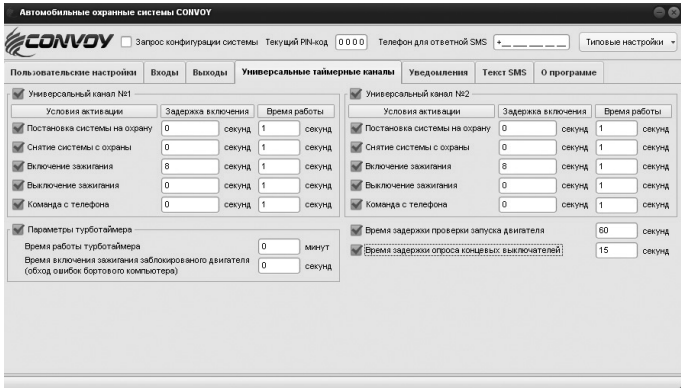 Автомобильные охранные системы CONVOY
CONVOY Запрос конфигурации системы Текущий PIN-код 0000 Телефон для ответной SMS +__ ___ __ __ Типовые настройки
Пользовательские настройки Входы Выходы Универсальные таймерные каналы Уведомления Текст SMS О программе
Универсальный канал №1
Условия активации Задержка включения Время работы
Постановка системы на охрану 0 секунд 1 секунд
Снятие системы с охраны 0 секунд 1 секунд
Включение зажигания 8 секунд 1 секунд
Выключение зажигания 0 секунд 1 секунд
Команда с телефона 0 секунд 1 секунд
Универсальный канал №2
Условия активации Задержка включения Время работы
Постановка системы на охрану 0 секунд 1 секунд
Снятие системы с охраны 0 секунд 1 секунд
Включение зажигания 8 секунд 1 секунд
Выключение зажигания 0 секунд 1 секунд
Команда с телефона 0 секунд 1 секунд
Параметры турботаймера
Время работы турботаймера 0 минут
Время включения зажигания заблокированого двигателя
(обход ошибок бортового компьютера) 0 секунд
Время задержки проверки запуска двигателя 60 секунд
Время задержки опроса концевых выключателей 15 секунд